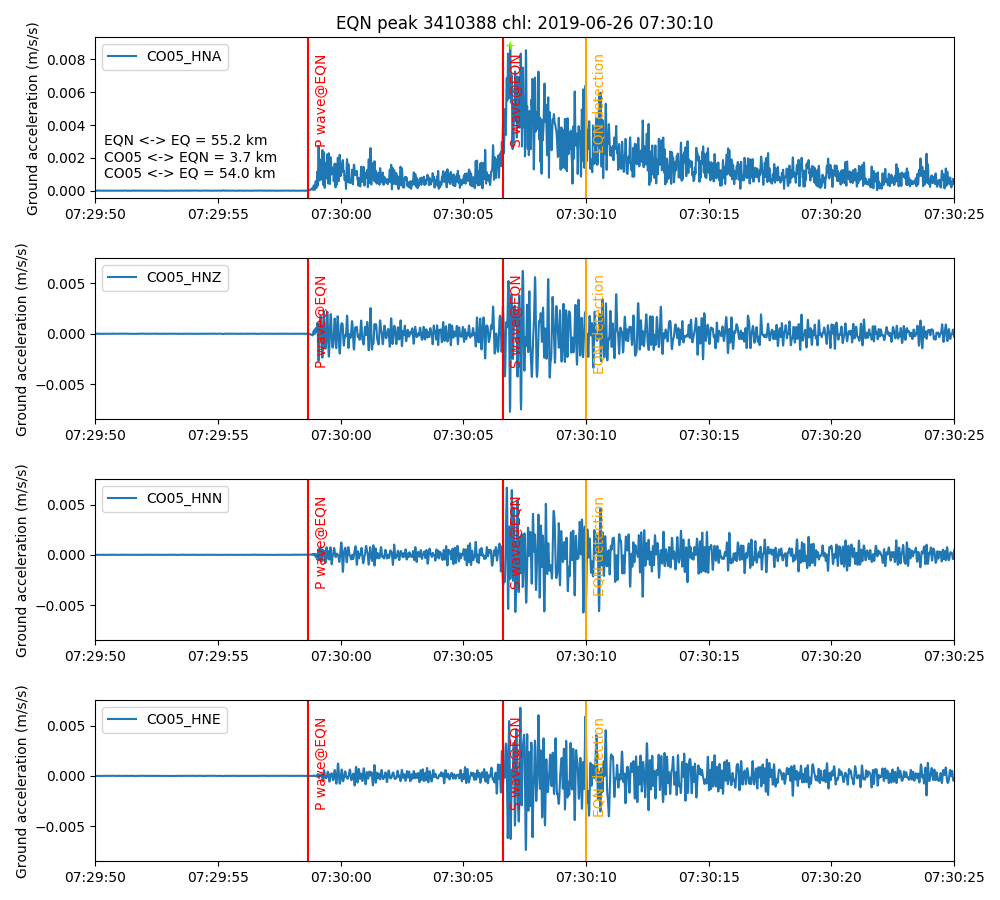 EQN peak 3410388 chl: 2019-06-26 07:30:10
Ground acceleration (m/s/s)
0.008
0.006
0.004
0.002
0.000
CO05_HNA
P wave@EQN
S wave@EQN
EQN detection
EQN <-> EQ = 55.2 km
CO05 <-> EQN = 3.7 km
CO05 <-> EQ = 54.0 km
07:29:50 07:29:55 07:30:00 07:30:05 07:30:10 07:30:15 07:30:20 07:30:25
Ground acceleration (m/s/s)
0.005
0.000
−0.005
CO05_HNZ
P wave@EQN
S wave@EQN
EQN detection
07:29:50 07:29:55 07:30:00 07:30:05 07:30:10 07:30:15 07:30:20 07:30:25
Ground acceleration (m/s/s)
0.005
0.000
−0.005
CO05_HNN
P wave@EQN
S wave@EQN
EQN detection
07:29:50 07:29:55 07:30:00 07:30:05 07:30:10 07:30:15 07:30:20 07:30:25
Ground acceleration (m/s/s)
0.005
0.000
−0.005
CO05_HNE
P wave@EQN
S wave@EQN
EQN detection
07:29:50 07:29:55 07:30:00 07:30:05 07:30:10 07:30:15 07:30:20 07:30:25